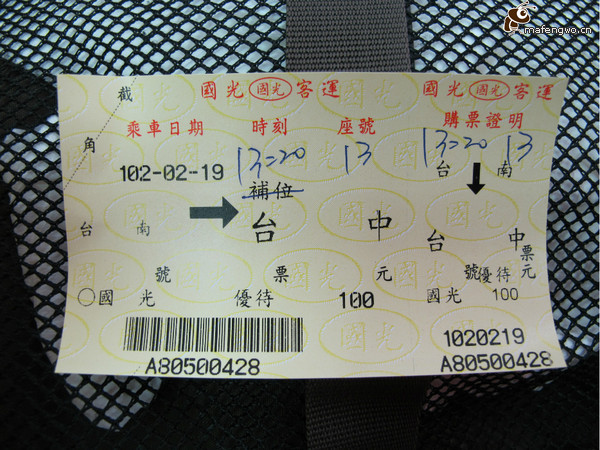 mafengwo.cn
截角
國光 國光 客運
國光 國光 客運
乘車日期 時刻 座號 購票證明
102-02-19 13:20 13 13:20 13
補位
台南 → 台中
台南 ↓ 台中
號 票 元
○國光 優待 100
號 優待票 元
國光 100
A80500428
1020219
A80500428